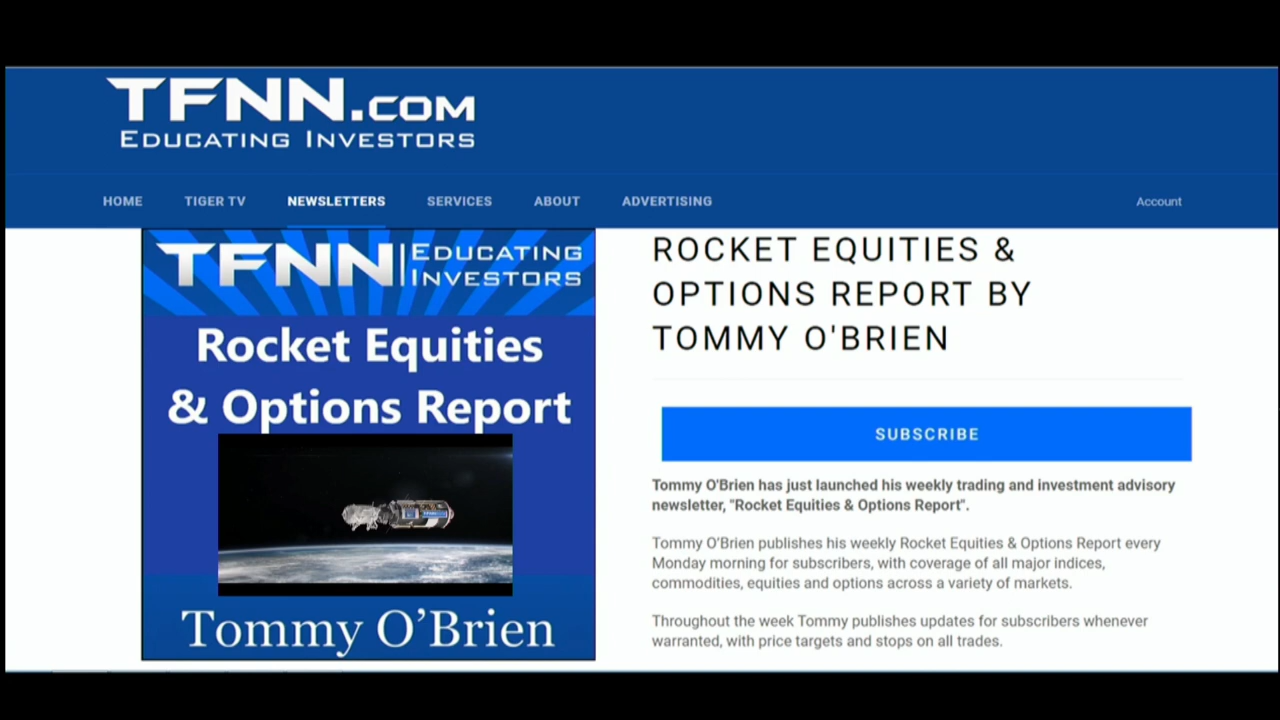 TFNN.COM
EDUCATING INVESTORS
HOME TIGER TV NEWSLETTERS SERVICES ABOUT ADVERTISING Account
TFNN EDUCATING
INVESTORS
Rocket Equities
& Options Report
Tommy O’Brien
ROCKET EQUITIES &
OPTIONS REPORT BY
TOMMY O'BRIEN
SUBSCRIBE
Tommy O'Brien has just launched his weekly trading and investment advisory
newsletter, "Rocket Equities & Options Report".
Tommy O’Brien publishes his weekly Rocket Equities & Options Report every
Monday morning for subscribers, with coverage of all major indices,
commodities, equities and options across a variety of markets.
Throughout the week Tommy publishes updates for subscribers whenever
warranted, with price targets and stops on all trades.